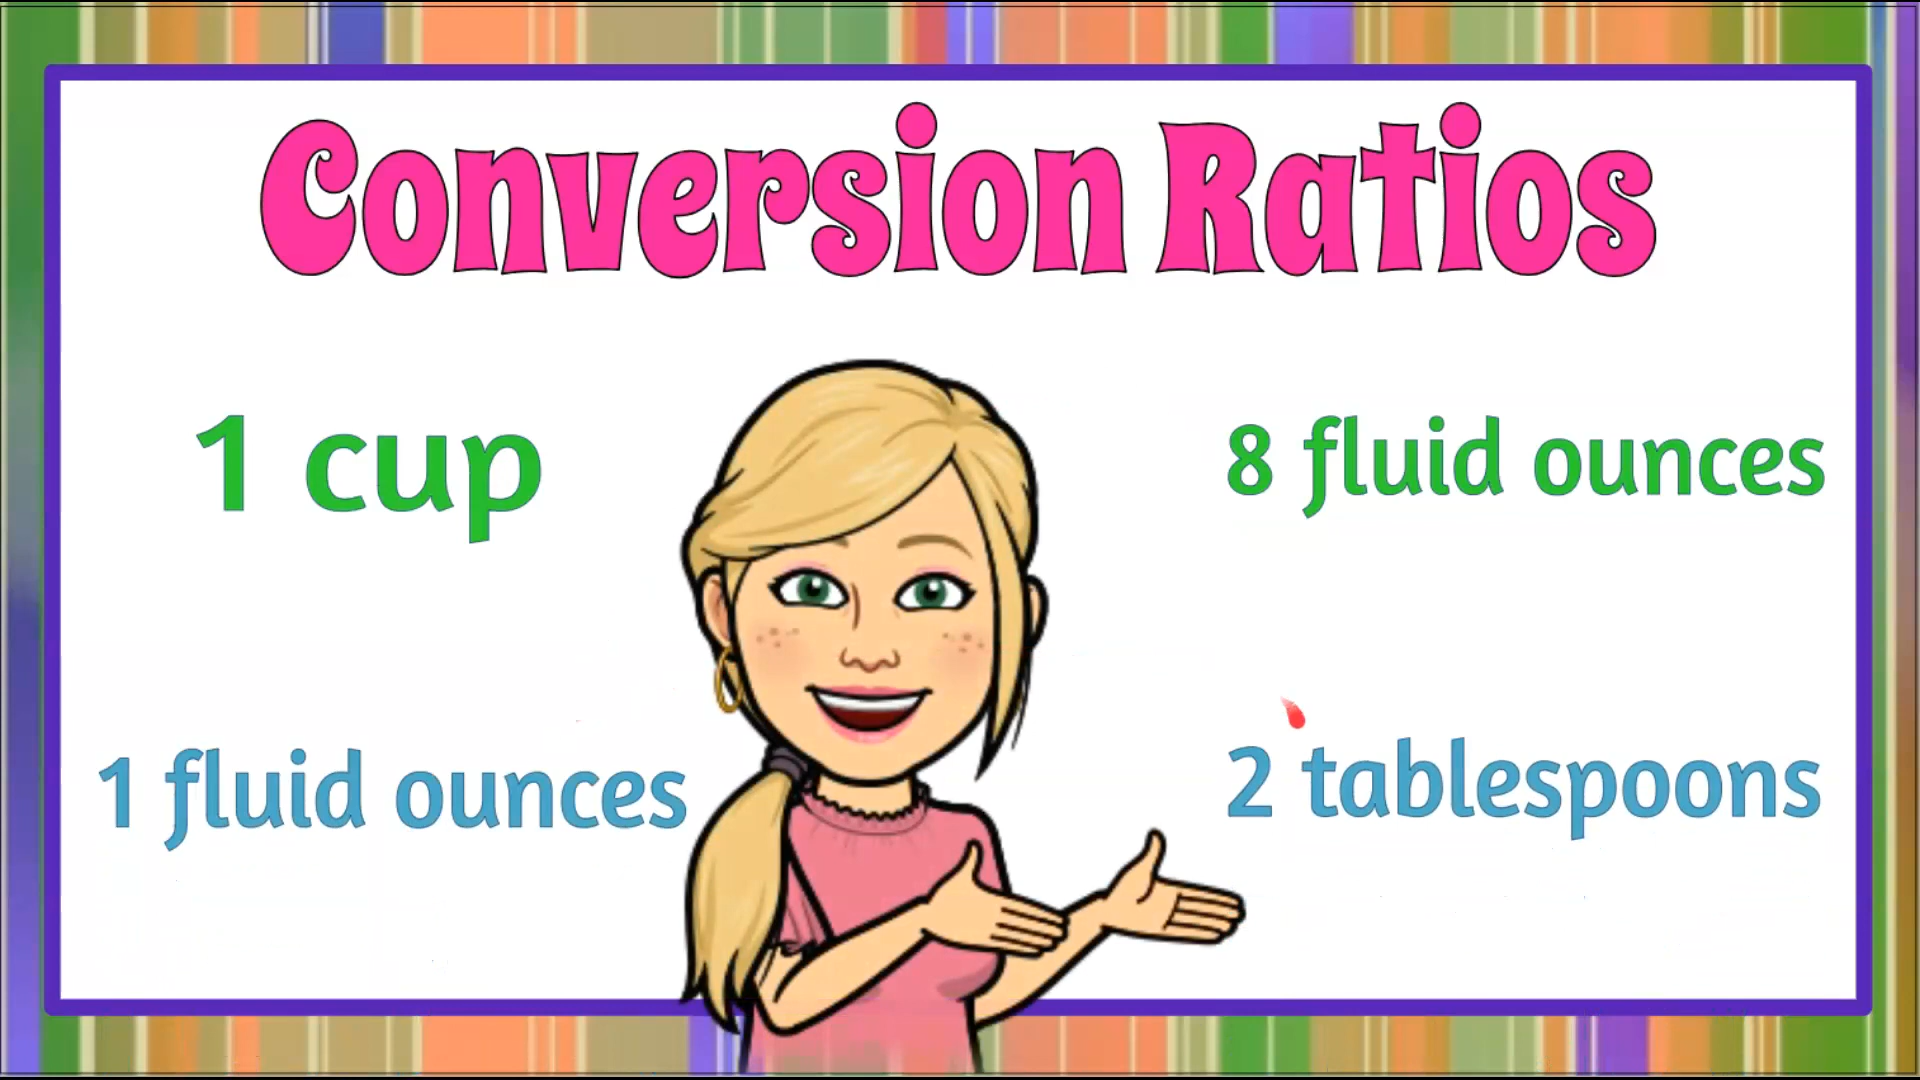 Conversion Ratios
1 cup
8 fluid ounces
1 fluid ounces
2 tablespoons